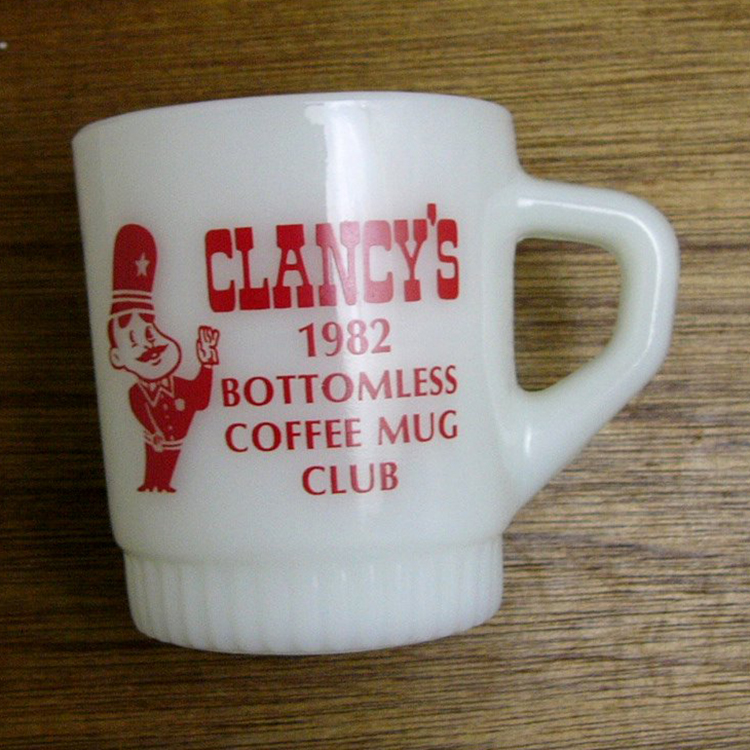 CLANCY'S
1982
BOTTOMLESS
COFFEE MUG
CLUB